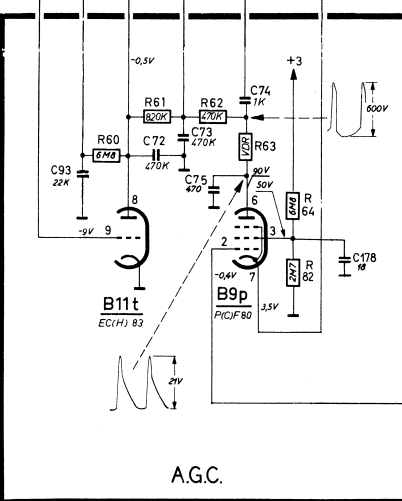 -0,5V
+3
C74
1K
R61
820K
R62
470K
600V
R60
6M8
C72
470K
C73
470K
VDR
R63
C93
22K
C75
470
90V
50V
8
6
6M8
R
64
-9V
9
2
3
C178
18
-0,4V
7
2M7
R
82
B11t
EC(H) 83
B9p
P(C)F80
3,5V
21V
A.G.C.